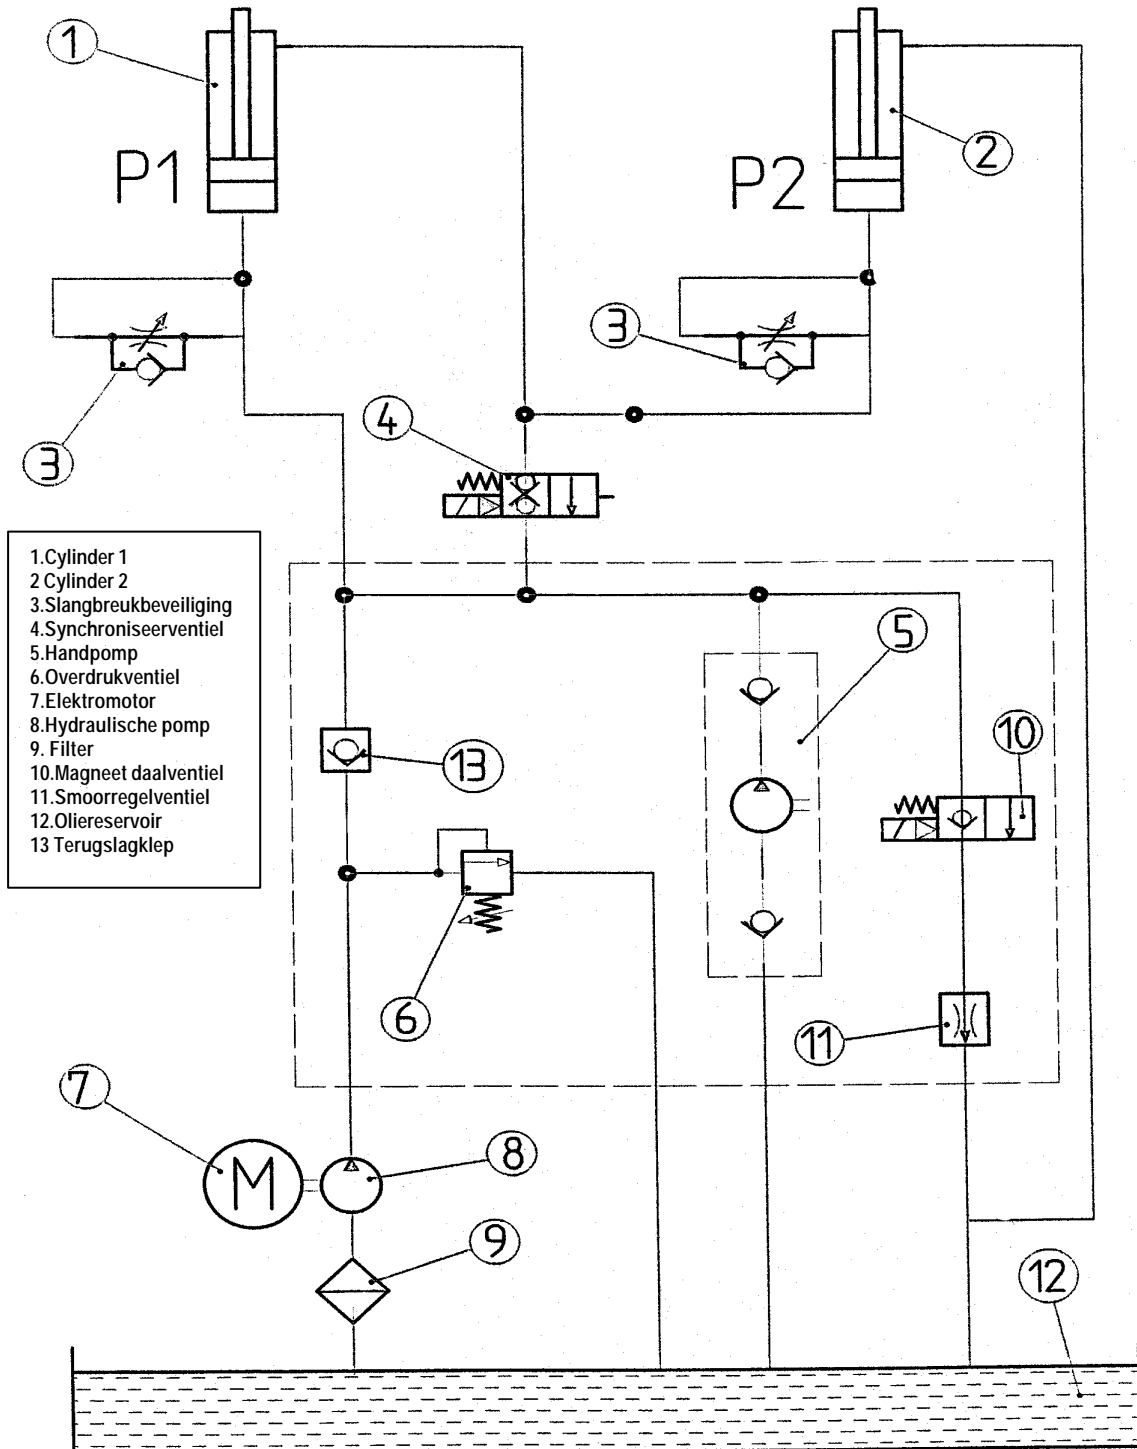 1
P1
2
P2
3
3
4
1.Cylinder 1
2 Cylinder 2
3.Slangbreukbeveiliging
4.Synchroniseerventiel
5.Handpomp
6.Overdrukventiel
7.Elektromotor
8.Hydraulische pomp
9. Filter
10.Magneet daalventiel
11.Smoorregelventiel
12.Oliereservoir
13 Terugslagklep
5
13
10
6
11
7
M
8
9
12